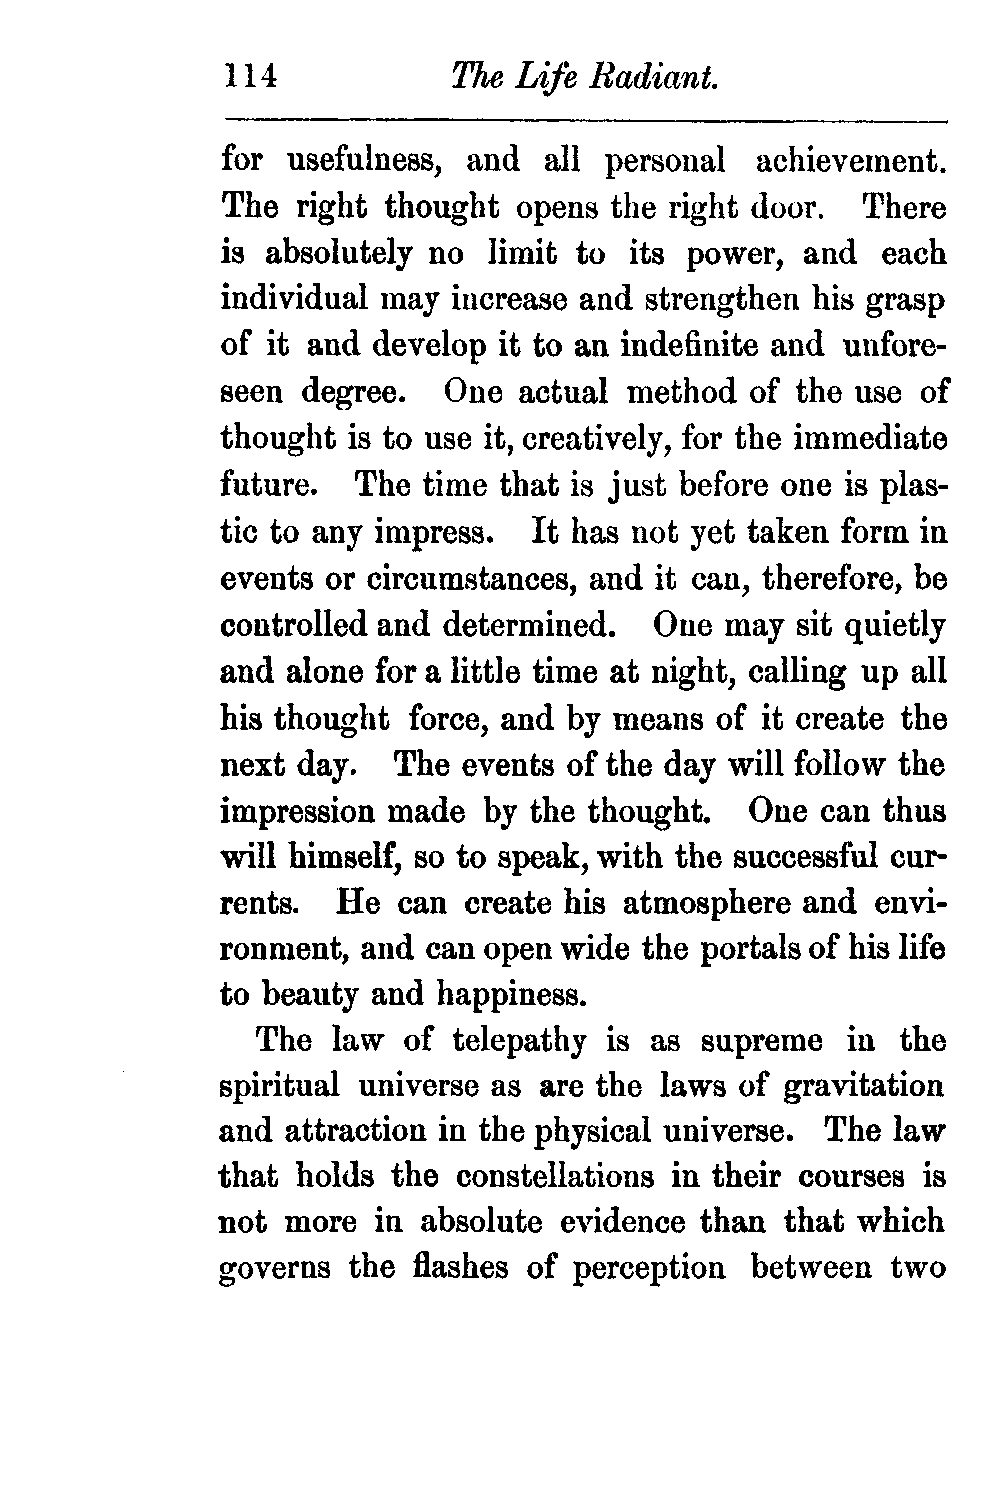 114 The Life Radiant.
for usefulness, and all personal achievement.
The right thought opens the right door. There
is absolutely no limit to its power, and each
individual may increase and strengthen his grasp
of it and develop it to an indefinite and unfore-
seen degree. One actual method of the use of
thought is to use it, creatively, for the immediate
future. The time that is just before one is plas-
tic to any impress. It has not yet taken form in
events or circumstances, and it can, therefore, be
controlled and determined. One may sit quietly
and alone for a little time at night, calling up all
his thought force, and by means of it create the
next day. The events of the day will follow the
impression made by the thought. One can thus
will himself, so to speak, with the successful cur-
rents. He can create his atmosphere and envi-
ronment, and can open wide the portals of his life
to beauty and happiness.
The law of telepathy is as supreme in the
spiritual universe as are the laws of gravitation
and attraction in the physical universe. The law
that holds the constellations in their courses is
not more in absolute evidence than that which
governs the flashes of perception between two